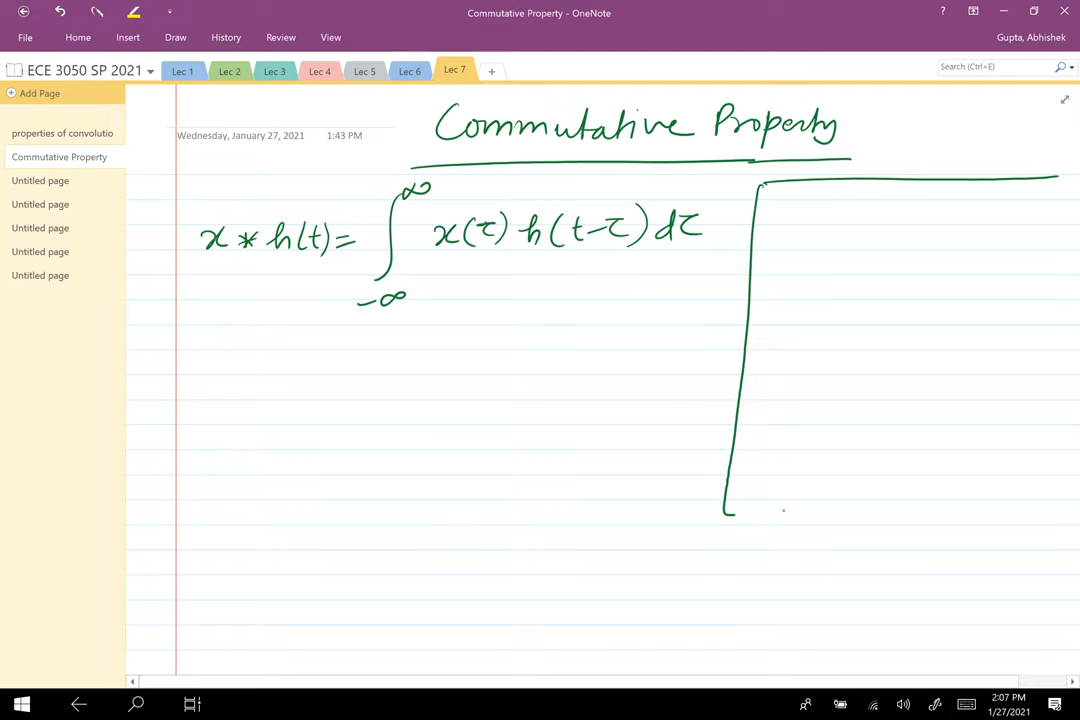 Commutative Property - OneNote
?
File Home Insert Draw History Review View
Gupta, Abhishek
ECE 3050 SP 2021
Lec 1 Lec 2 Lec 3 Lec 4 Lec 5 Lec 6 Lec 7 +
Search (Ctrl+E)
Add Page
properties of convolutio
Commutative Property
Untitled page
Untitled page
Untitled page
Untitled page
Untitled page
Wednesday, January 27, 2021 1:43 PM
Commutative Property
x * h(t) = ∫_{-∞}^{∞} x(τ) h(t-τ) dτ
2:07 PM
1/27/2021